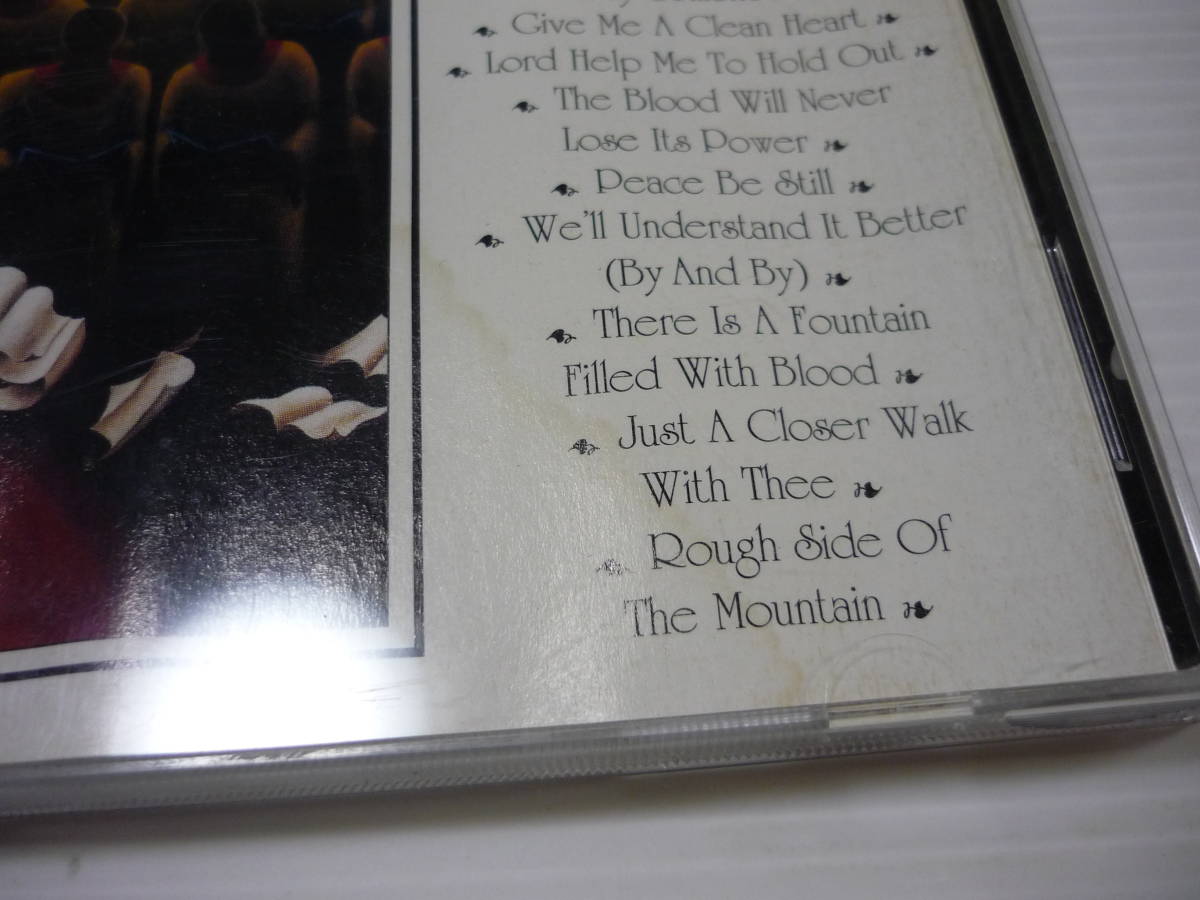 Give Me A Clean Heart
Lord Help Me To Hold Out
The Blood Will Never
Lose Its Power
Peace Be Still
We'll Understand It Better
(By And By)
There Is A Fountain
Filled With Blood
Just A Closer Walk
With Thee
Rough Side Of
The Mountain